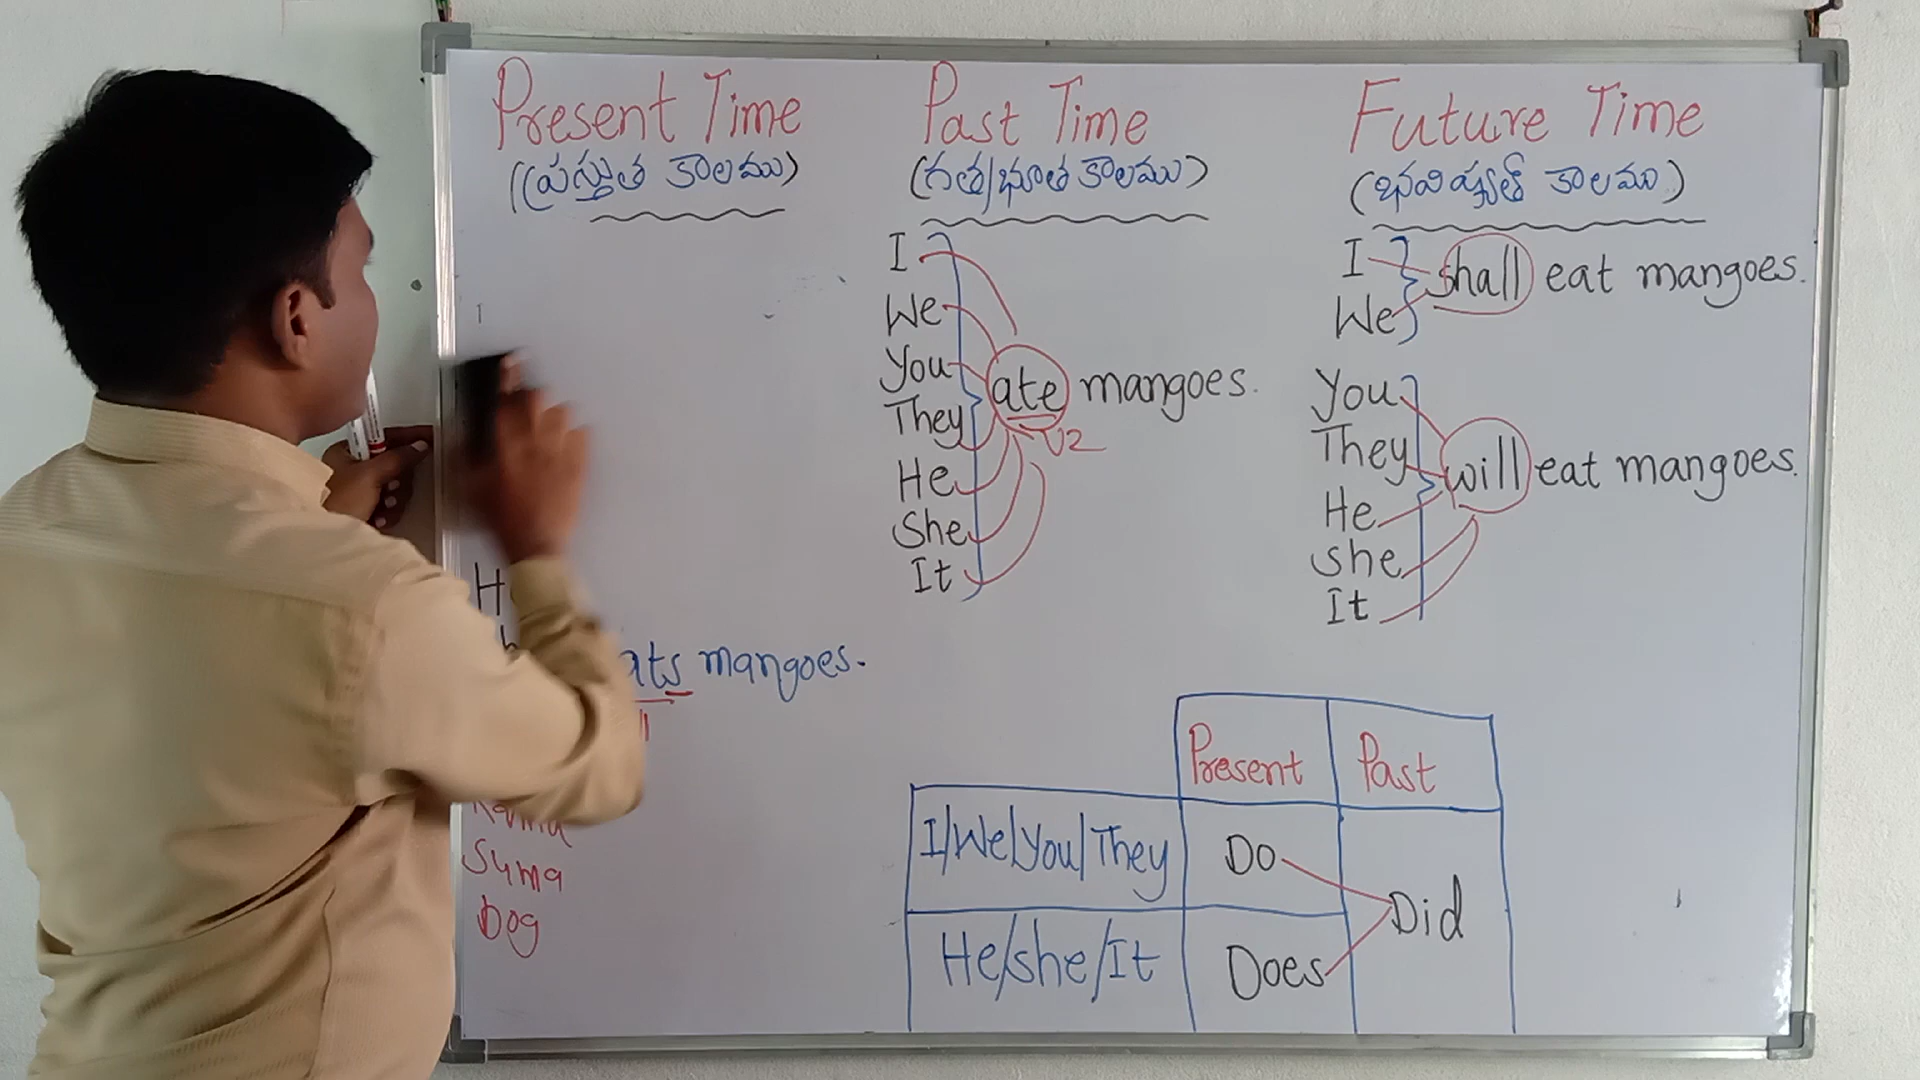 Present Time
(ప్రస్తుత కాలము)
mangoes.
Suma
Dog
Past Time
(గత/భూత కాలము)
I
We
You
They
He
She
It
ate mangoes.
V2
Future Time
(భవిష్యత్ కాలము)
I
We
shall eat mangoes.
You
They
He
she
It
will eat mangoes.
Present Past
I/We/You/They Do
Did
He/she/It Does